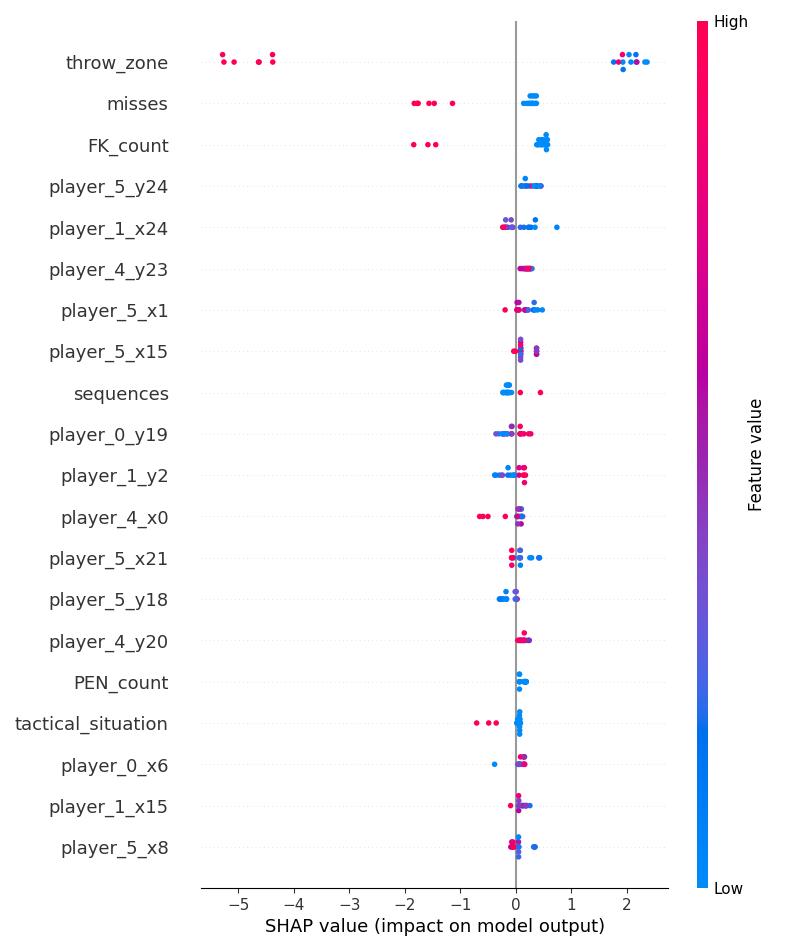 High
throw_zone
misses
FK_count
player_5_y24
player_1_x24
player_4_y23
player_5_x1
player_5_x15
sequences
player_0_y19
player_1_y2
player_4_x0
player_5_x21
player_5_y18
player_4_y20
PEN_count
tactical_situation
player_0_x6
player_1_x15
player_5_x8
Feature value
Low
−5 −4 −3 −2 −1 0 1 2
SHAP value (impact on model output)